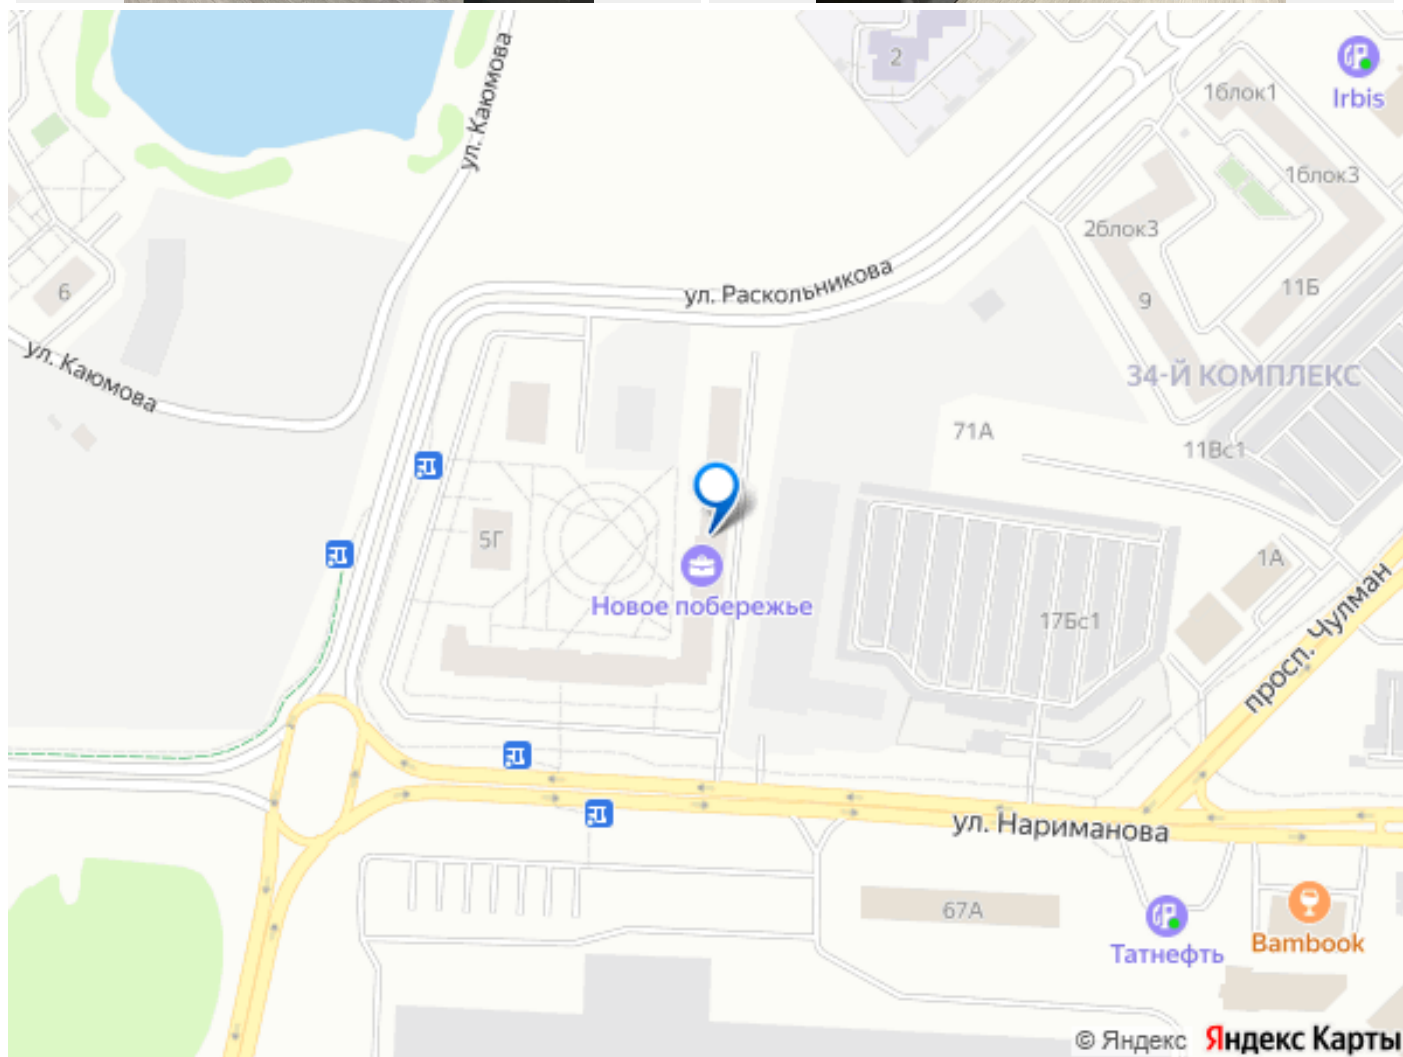 ул. Каюмова
2
Irbis
1блок1
1блок3
2блок3
6
ул. Раскольникова
9
11Б
ул. Каюмова
34-Й КОМПЛЕКС
71А
11Вс1
5Г
1А
Новое побережье
17Бс1
просп. Чулман
ул. Нариманова
67А
Татнефть
Bambook
© Яндекс Яндекс Карты